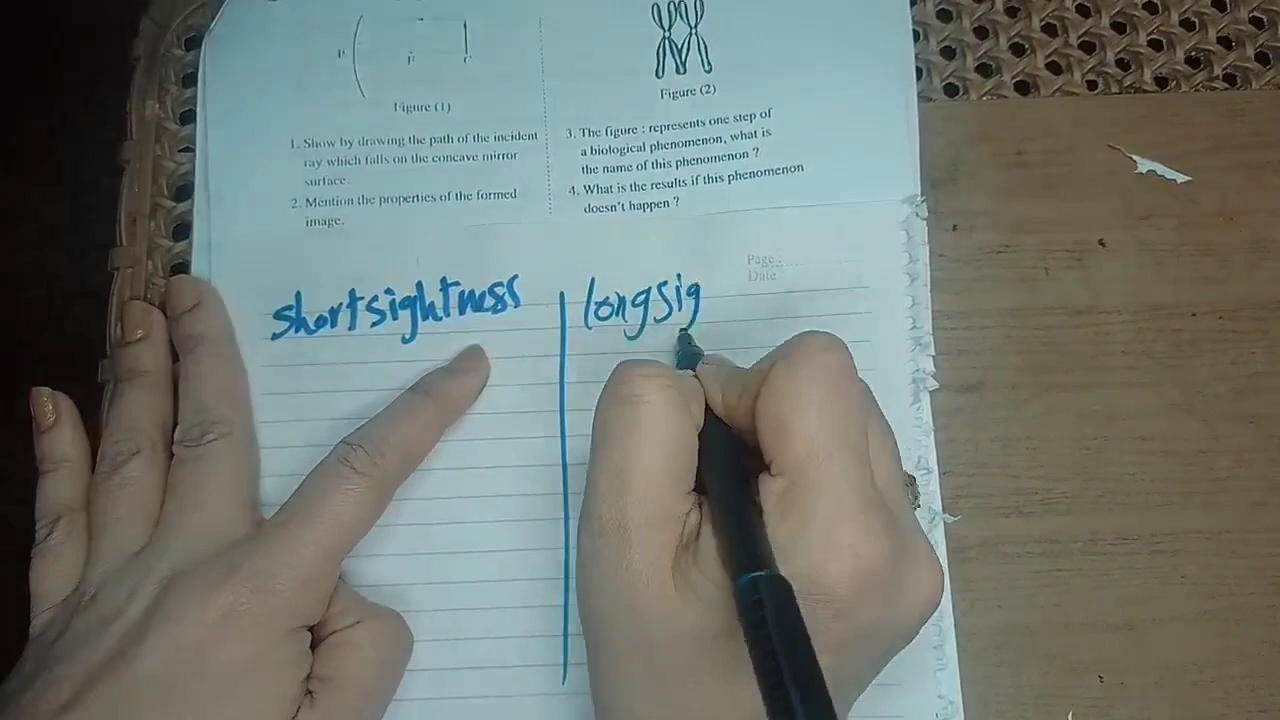 Figure (1)
1. Show by drawing the path of the incident
ray which falls on the concave mirror
surface.
2. Mention the properties of the formed
image.
Figure (2)
3. The figure : represents one step of
a biological phenomenon, what is
the name of this phenomenon ?
4. What is the results if this phenomenon
doesn't happen ?
Page :
Date
shortsightness
longsig